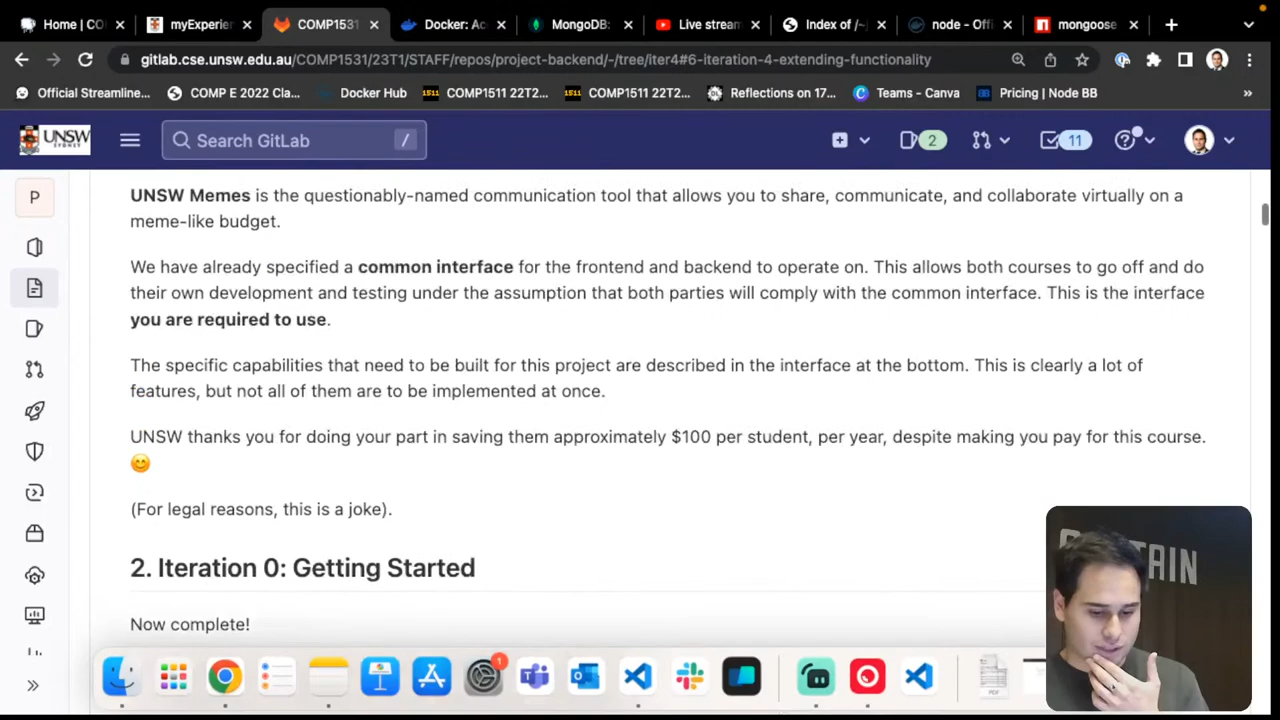 Home | CO
myExperien
COMP1531
Docker: Ac
MongoDB:
Live stream
Index of /~
node - Offi
mongoose
gitlab.cse.unsw.edu.au/COMP1531/23T1/STAFF/repos/project-backend/-/tree/iter4#6-iteration-4-extending-functionality
Official Streamline...
COMP E 2022 Cla...
Docker Hub
COMP1511 22T2...
COMP1511 22T2...
Reflections on 17...
Teams - Canva
Pricing | Node BB
»
UNSW
SYDNEY
Search GitLab
/
2
11
P
UNSW Memes is the questionably-named communication tool that allows you to share, communicate, and collaborate virtually on a
meme-like budget.
We have already specified a common interface for the frontend and backend to operate on. This allows both courses to go off and do
their own development and testing under the assumption that both parties will comply with the common interface. This is the interface
you are required to use.
The specific capabilities that need to be built for this project are described in the interface at the bottom. This is clearly a lot of
features, but not all of them are to be implemented at once.
UNSW thanks you for doing your part in saving them approximately $100 per student, per year, despite making you pay for this course.
😊
(For legal reasons, this is a joke).
2. Iteration 0: Getting Started
Now complete!
1
PDF